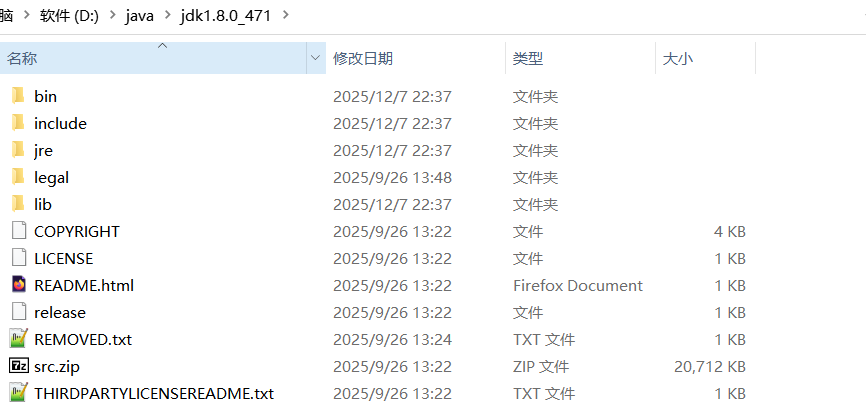 脑 > 软件 (D:) > java > jdk1.8.0_471 >
名称 修改日期 类型 大小
bin 2025/12/7 22:37 文件夹
include 2025/12/7 22:37 文件夹
jre 2025/12/7 22:37 文件夹
legal 2025/9/26 13:48 文件夹
lib 2025/12/7 22:37 文件夹
COPYRIGHT 2025/9/26 13:22 文件 4 KB
LICENSE 2025/9/26 13:22 文件 1 KB
README.html 2025/9/26 13:22 Firefox Document 1 KB
release 2025/9/26 13:22 文件 1 KB
REMOVED.txt 2025/9/26 13:24 TXT 文件 1 KB
7z src.zip 2025/9/26 13:22 ZIP 文件 20,712 KB
THIRDPARTYLICENSEREADME.txt 2025/9/26 13:22 TXT 文件 1 KB